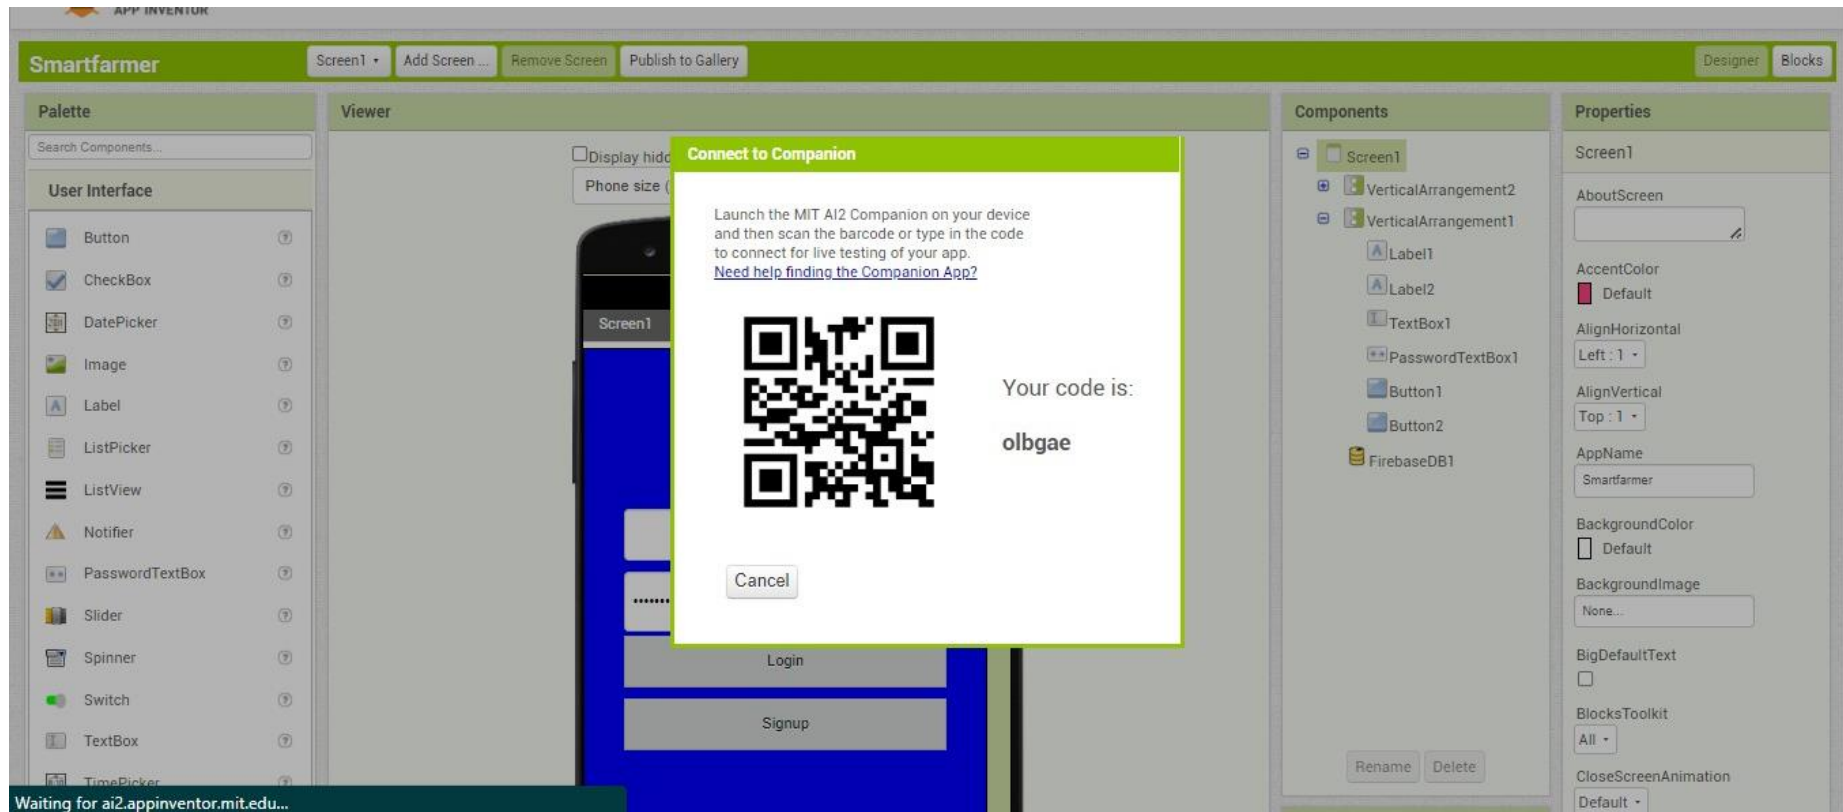 APP INVENTOR
Smartfarmer
Screen1
Add Screen ...
Remove Screen
Publish to Gallery
Designer
Blocks
Palette
Search Components...
User Interface
Button
CheckBox
DatePicker
Image
Label
ListPicker
ListView
Notifier
PasswordTextBox
Slider
Spinner
Switch
TextBox
TimePicker
Waiting for ai2.appinventor.mit.edu...
Viewer
Display hidd
Phone size (
Screen1
Login
Signup
Connect to Companion
Launch the MIT AI2 Companion on your device
and then scan the barcode or type in the code
to connect for live testing of your app.
Need help finding the Companion App?
Your code is:
olbgae
Cancel
Components
Screen1
VerticalArrangement2
VerticalArrangement1
Label1
Label2
TextBox1
PasswordTextBox1
Button1
Button2
FirebaseDB1
Rename
Delete
Properties
Screen1
AboutScreen
AccentColor
Default
AlignHorizontal
Left : 1
AlignVertical
Top : 1
AppName
Smartfarmer
BackgroundColor
Default
BackgroundImage
None...
BigDefaultText
BlocksToolkit
All
CloseScreenAnimation
Default